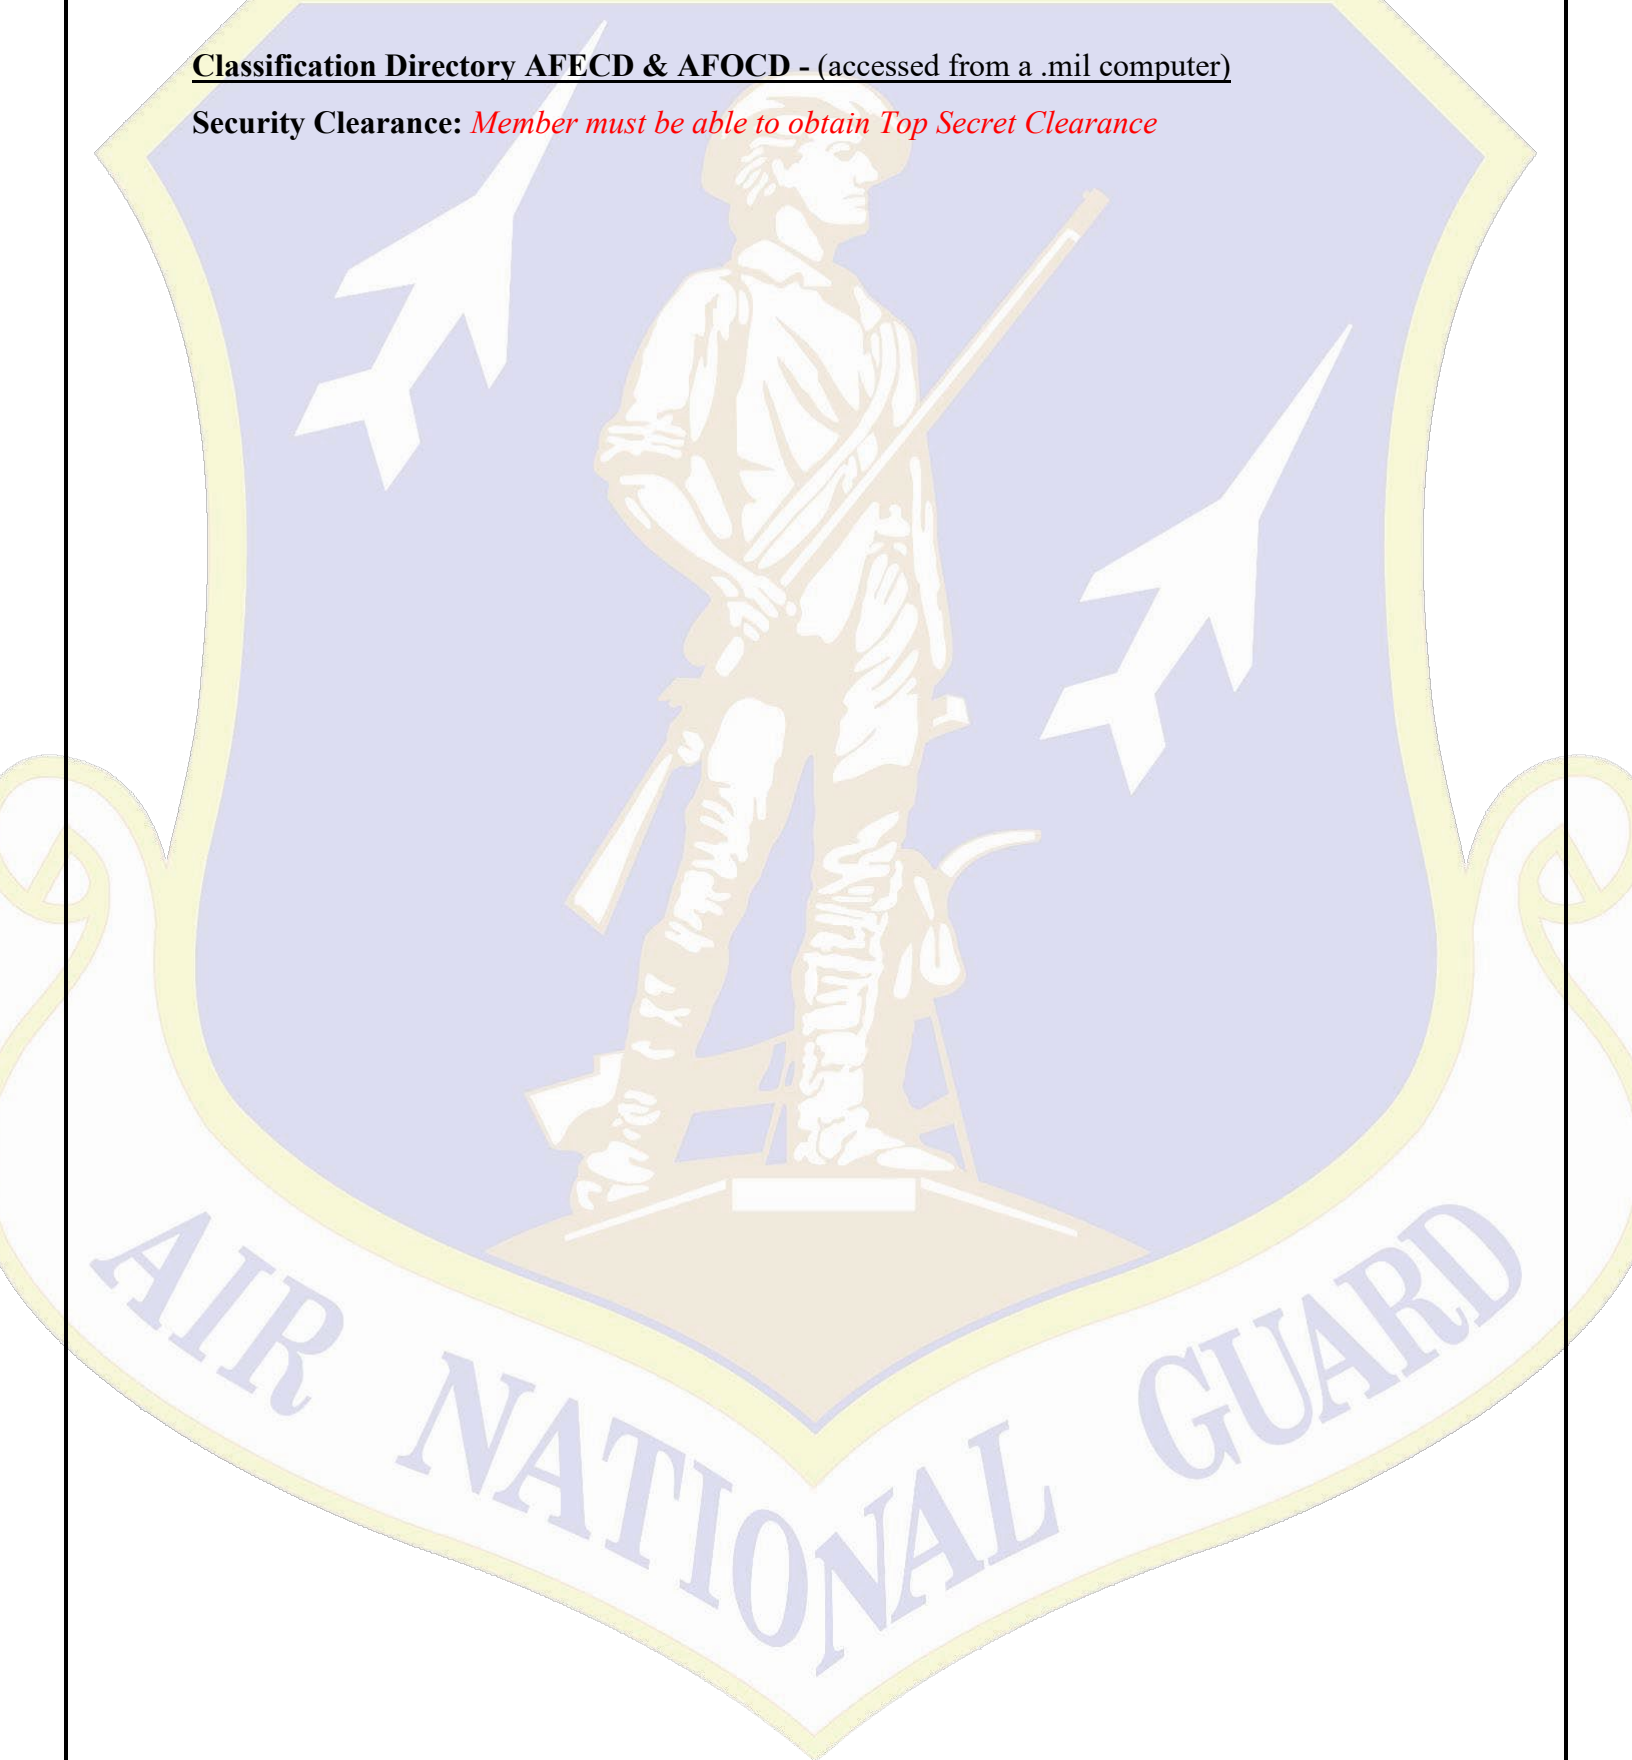 Classification Directory AFECD & AFOCD - (accessed from a .mil computer)
Security Clearance: Member must be able to obtain Top Secret Clearance
AIR NATIONAL GUARD